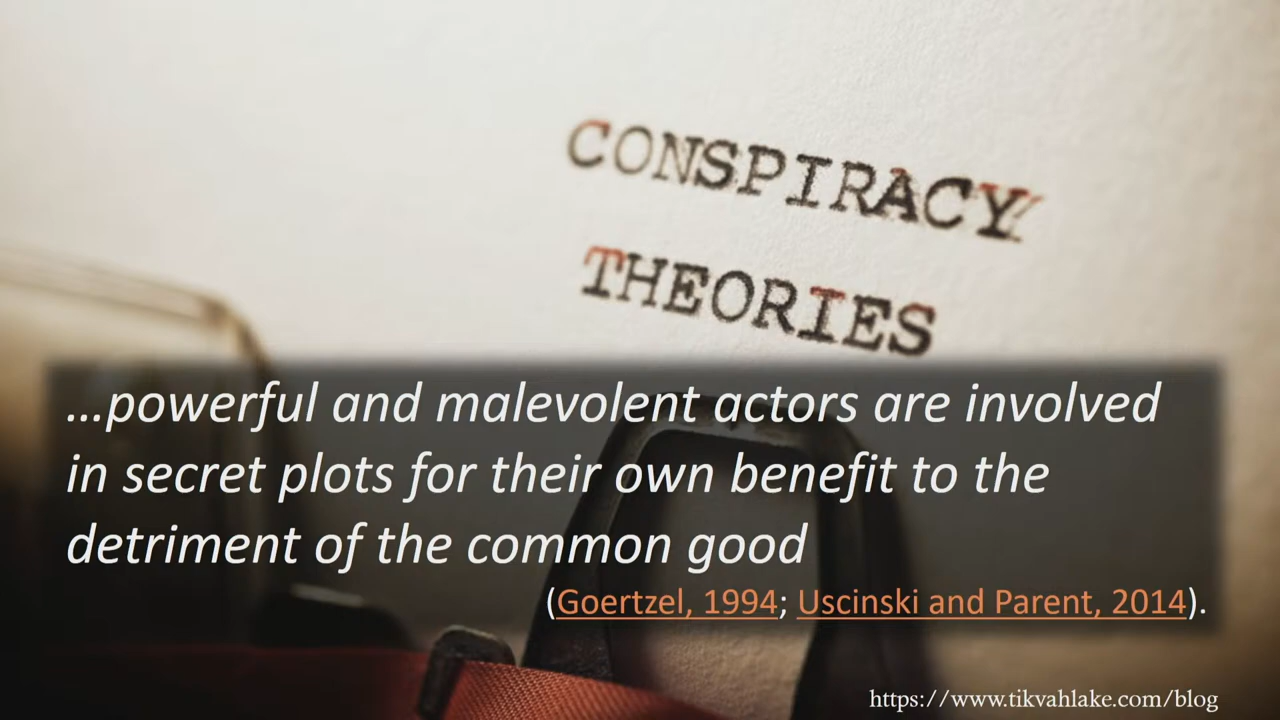 CONSPIRACY
THEORIES
...powerful and malevolent actors are involved
in secret plots for their own benefit to the
detriment of the common good
(Goertzel, 1994; Uscinski and Parent, 2014).
https://www.tikvahlake.com/blog